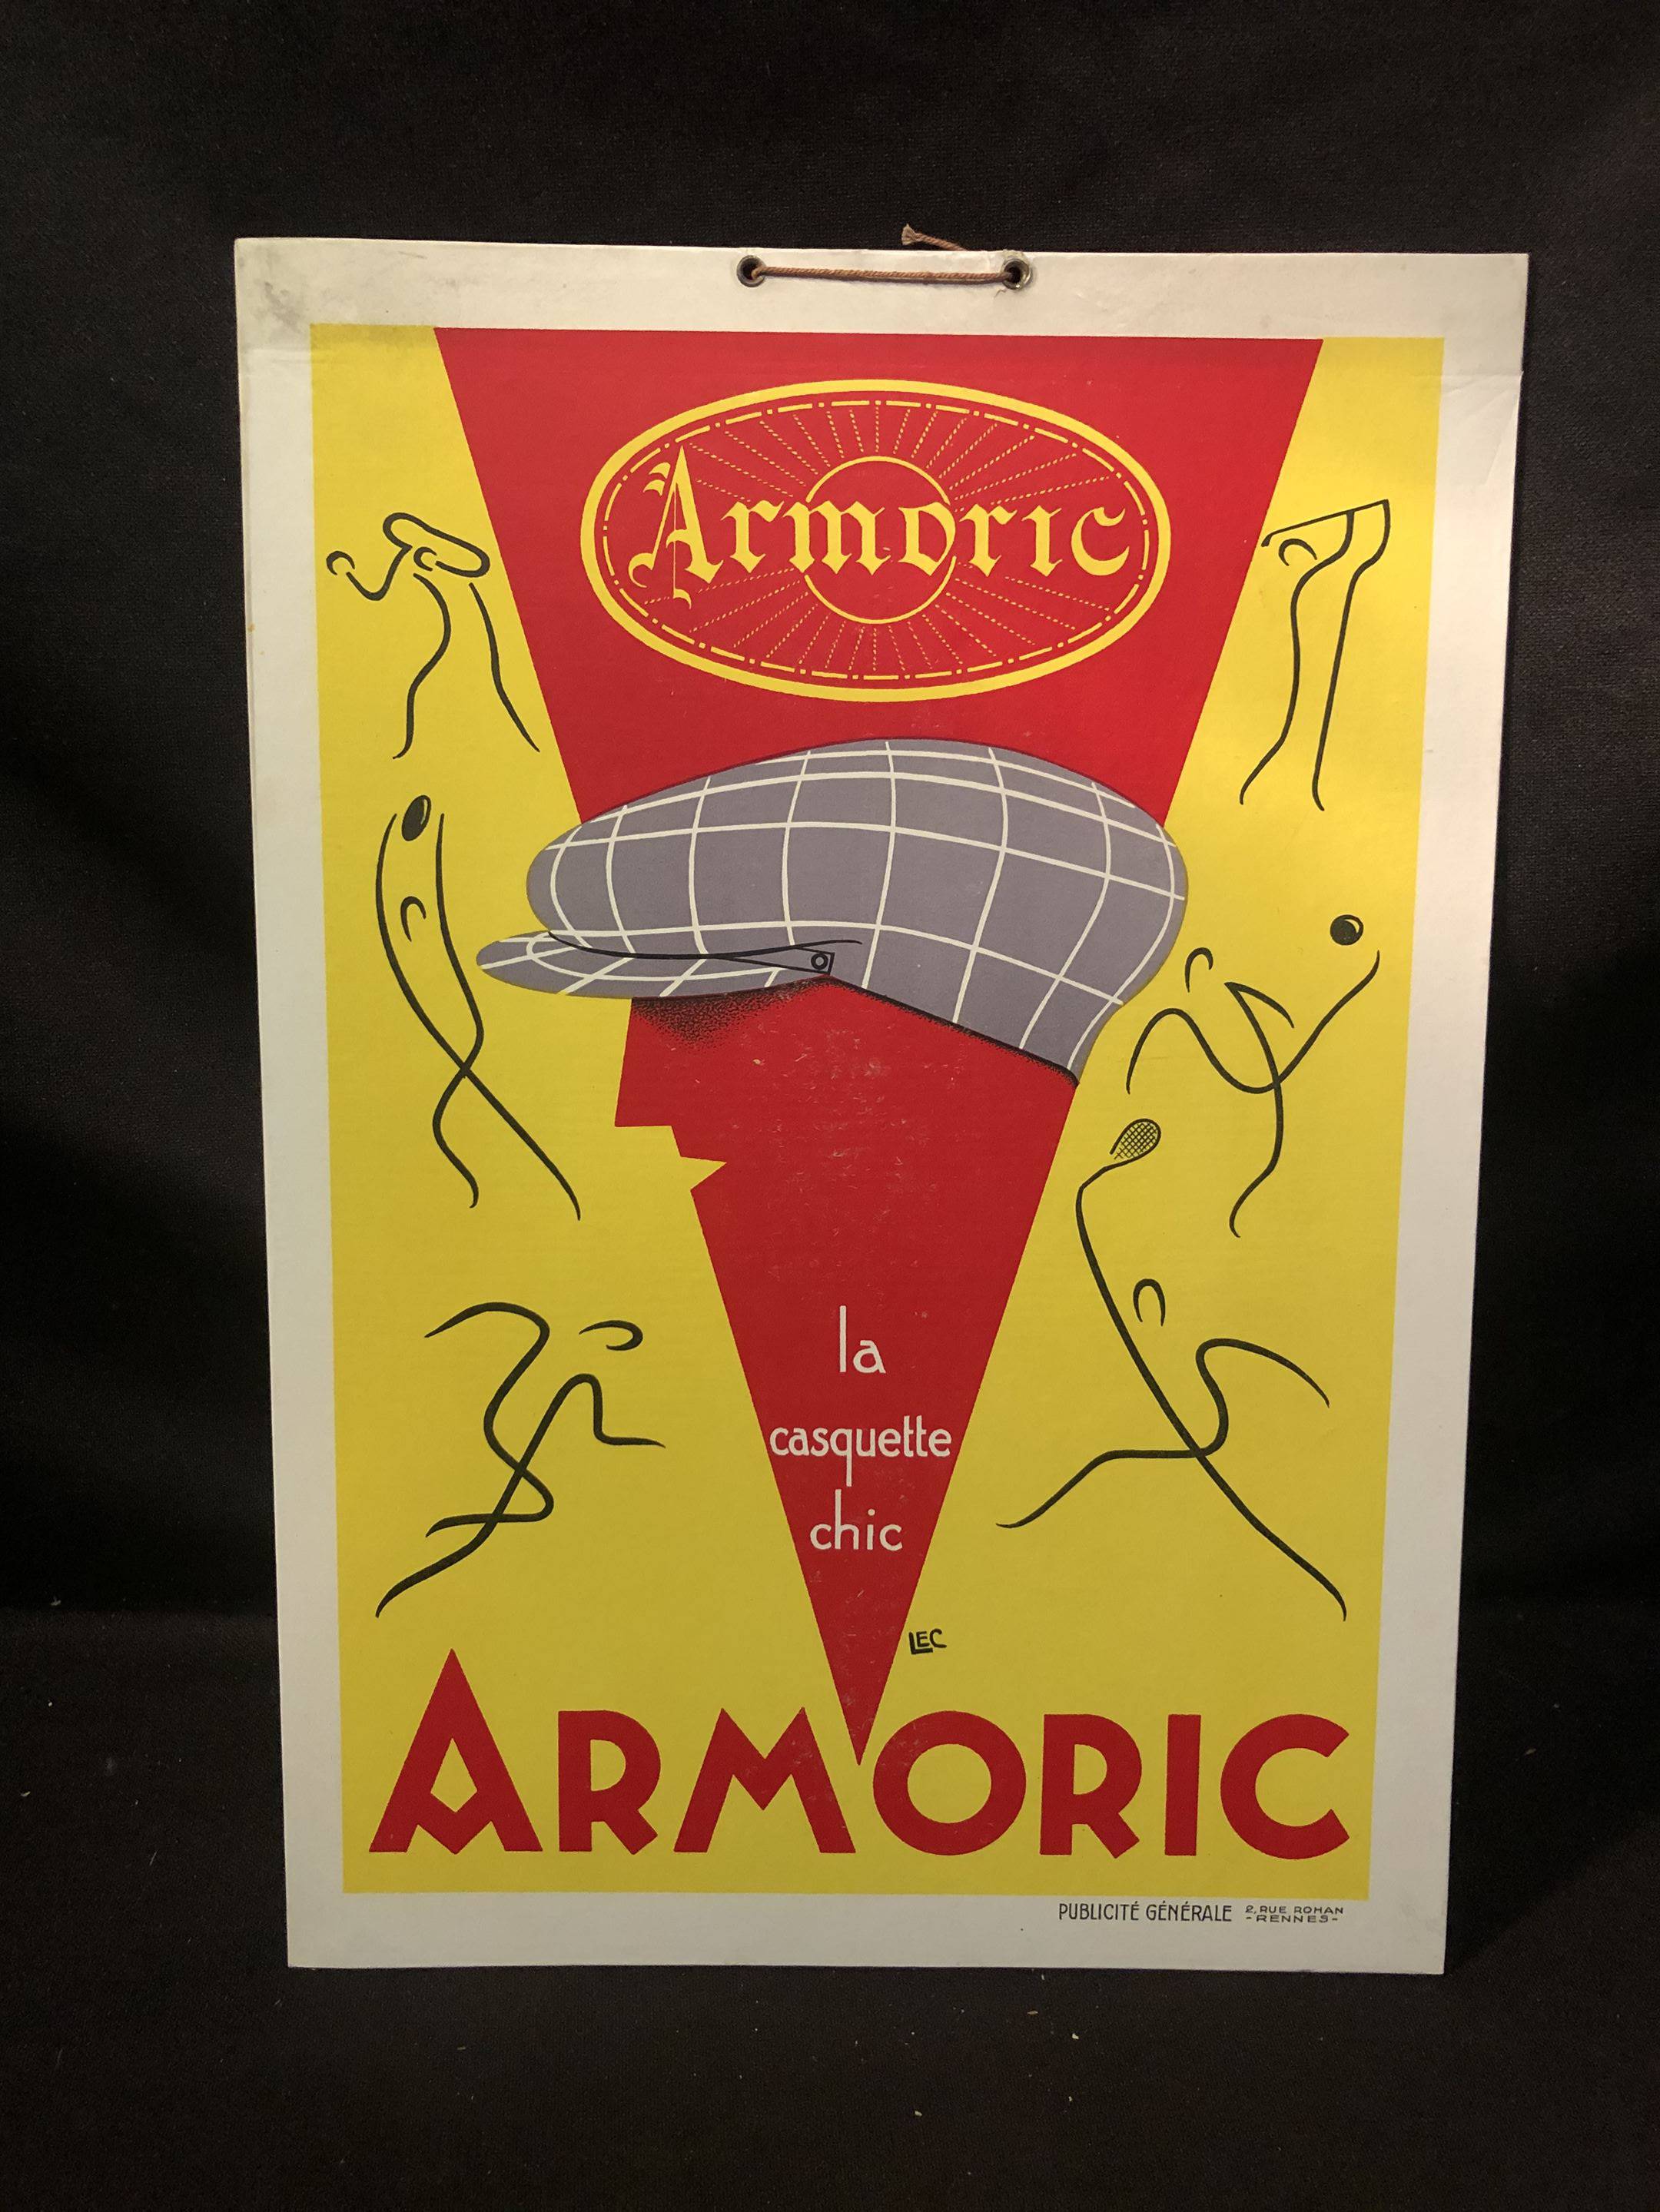 Armoric
la
casquette
chic
LEC
ARMORIC
PUBLICITÉ GÉNÉRALE 2, RUE ROHAN
-RENNES-